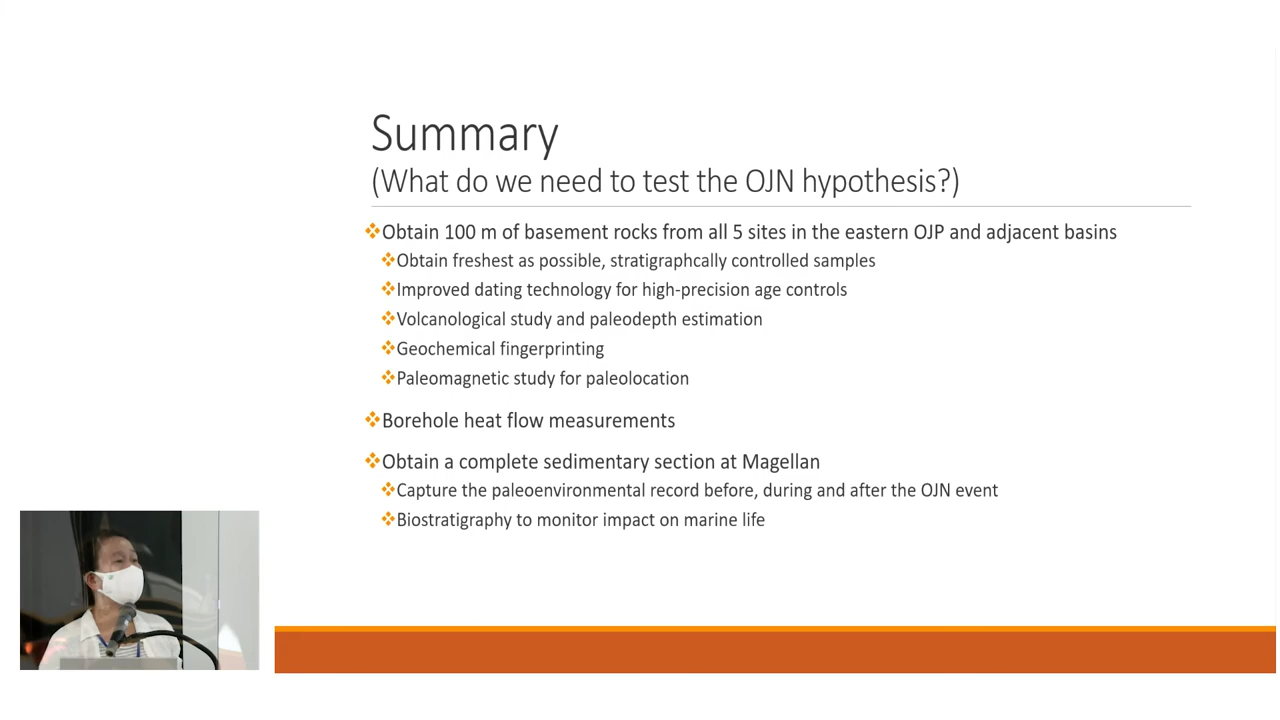 Summary
(What do we need to test the OJN hypothesis?)
❖Obtain 100 m of basement rocks from all 5 sites in the eastern OJP and adjacent basins
❖Obtain freshest as possible, stratigraphcally controlled samples
❖Improved dating technology for high-precision age controls
❖Volcanological study and paleodepth estimation
❖Geochemical fingerprinting
❖Paleomagnetic study for paleolocation
❖Borehole heat flow measurements
❖Obtain a complete sedimentary section at Magellan
❖Capture the paleoenvironmental record before, during and after the OJN event
❖Biostratigraphy to monitor impact on marine life